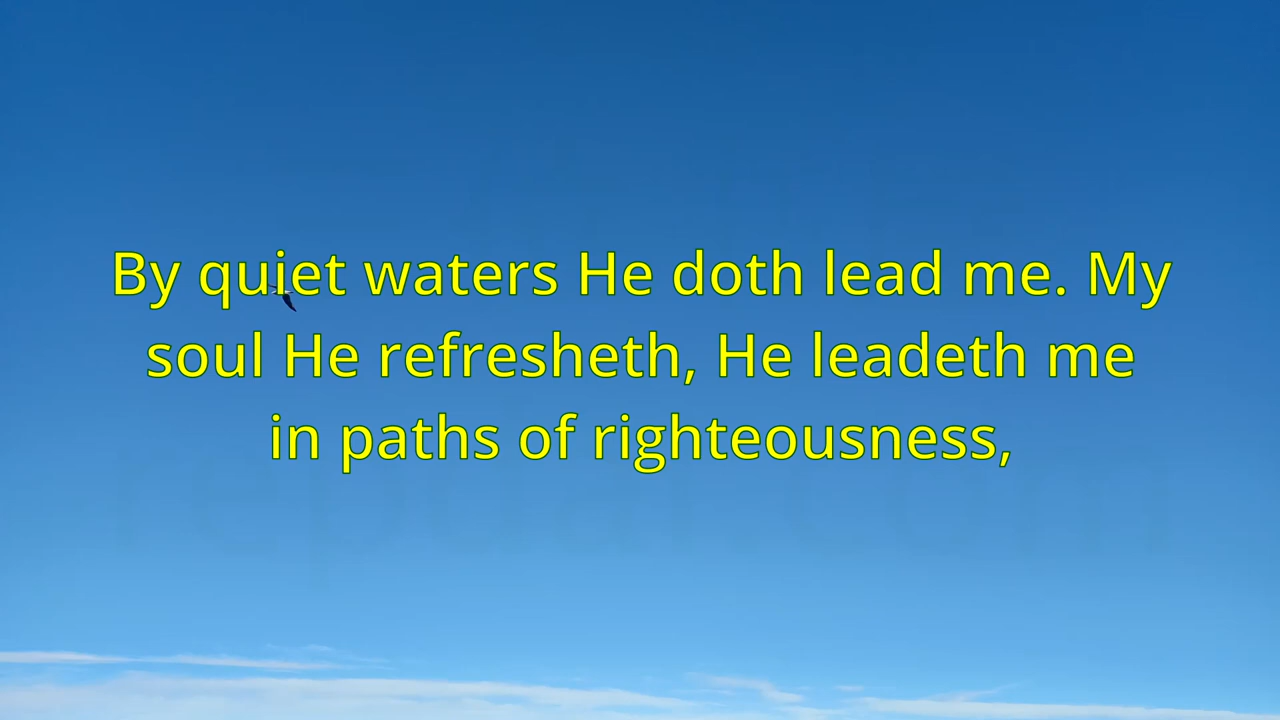 By quiet waters He doth lead me. My
soul He refresheth, He leadeth me
in paths of righteousness,